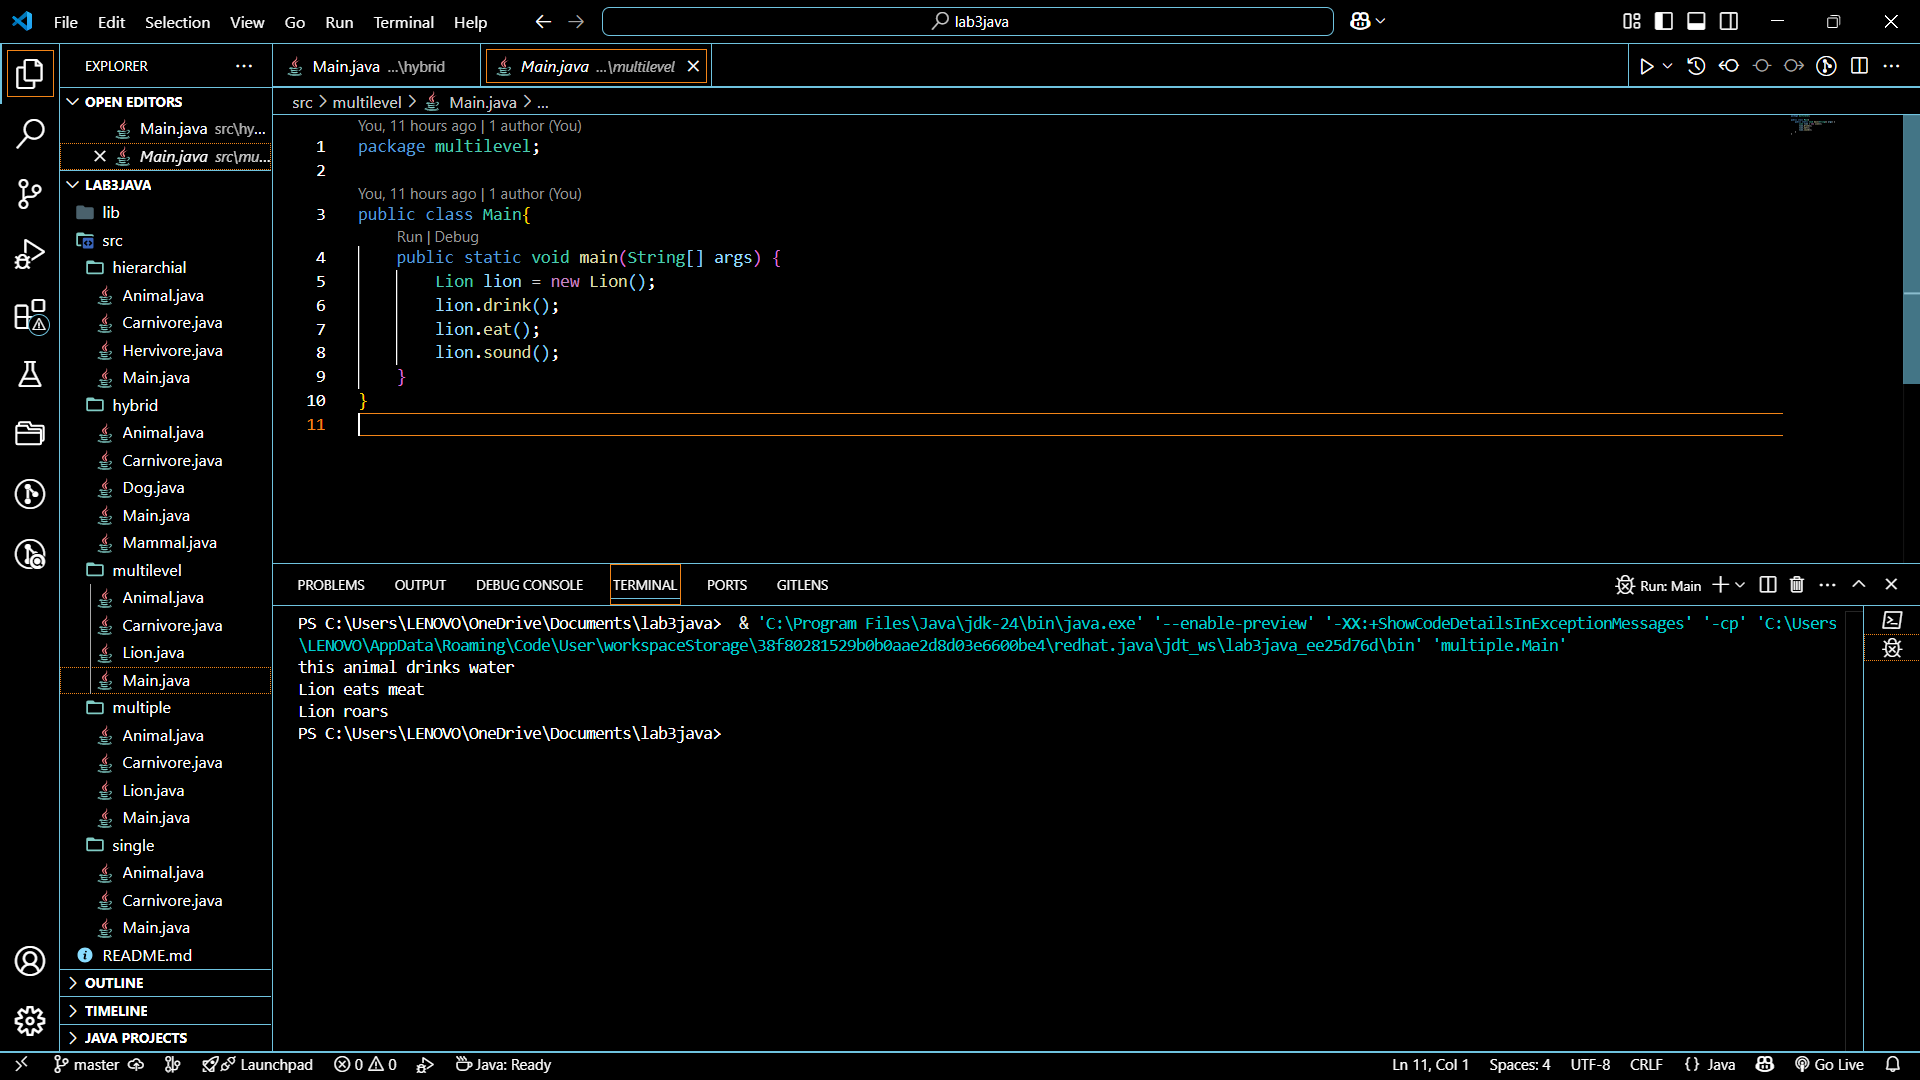 File Edit Selection View Go Run Terminal Help lab3java
EXPLORER
OPEN EDITORS
Main.java src\hy...
Main.java src\mu...
LAB3JAVA
lib
src
hierarchial
Animal.java
Carnivore.java
Hervivore.java
Main.java
hybrid
Animal.java
Carnivore.java
Dog.java
Main.java
Mammal.java
multilevel
Animal.java
Carnivore.java
Lion.java
Main.java
multiple
Animal.java
Carnivore.java
Lion.java
Main.java
single
Animal.java
Carnivore.java
Main.java
README.md
OUTLINE
TIMELINE
JAVA PROJECTS
Main.java ...\hybrid Main.java ...\multilevel
src > multilevel > Main.java > ...
You, 11 hours ago | 1 author (You)
1 package multilevel;
2
You, 11 hours ago | 1 author (You)
3 public class Main{
Run | Debug
4 public static void main(String[] args) {
5 Lion lion = new Lion();
6 lion.drink();
7 lion.eat();
8 lion.sound();
9 }
10 }
11
PROBLEMS OUTPUT DEBUG CONSOLE TERMINAL PORTS GITLENS Run: Main
PS C:\Users\LENOVO\OneDrive\Documents\lab3java> & 'C:\Program Files\Java\jdk-24\bin\java.exe' '--enable-preview' '-XX:+ShowCodeDetailsInExceptionMessages' '-cp' 'C:\Users
\LENOVO\AppData\Roaming\Code\User\workspaceStorage\38f80281529b0b0aae2d8d03e6600be4\redhat.java\jdt_ws\lab3java_ee25d76d\bin' 'multiple.Main'
this animal drinks water
Lion eats meat
Lion roars
PS C:\Users\LENOVO\OneDrive\Documents\lab3java>
master Launchpad 0 0 Java: Ready Ln 11, Col 1 Spaces: 4 UTF-8 CRLF {} Java Go Live